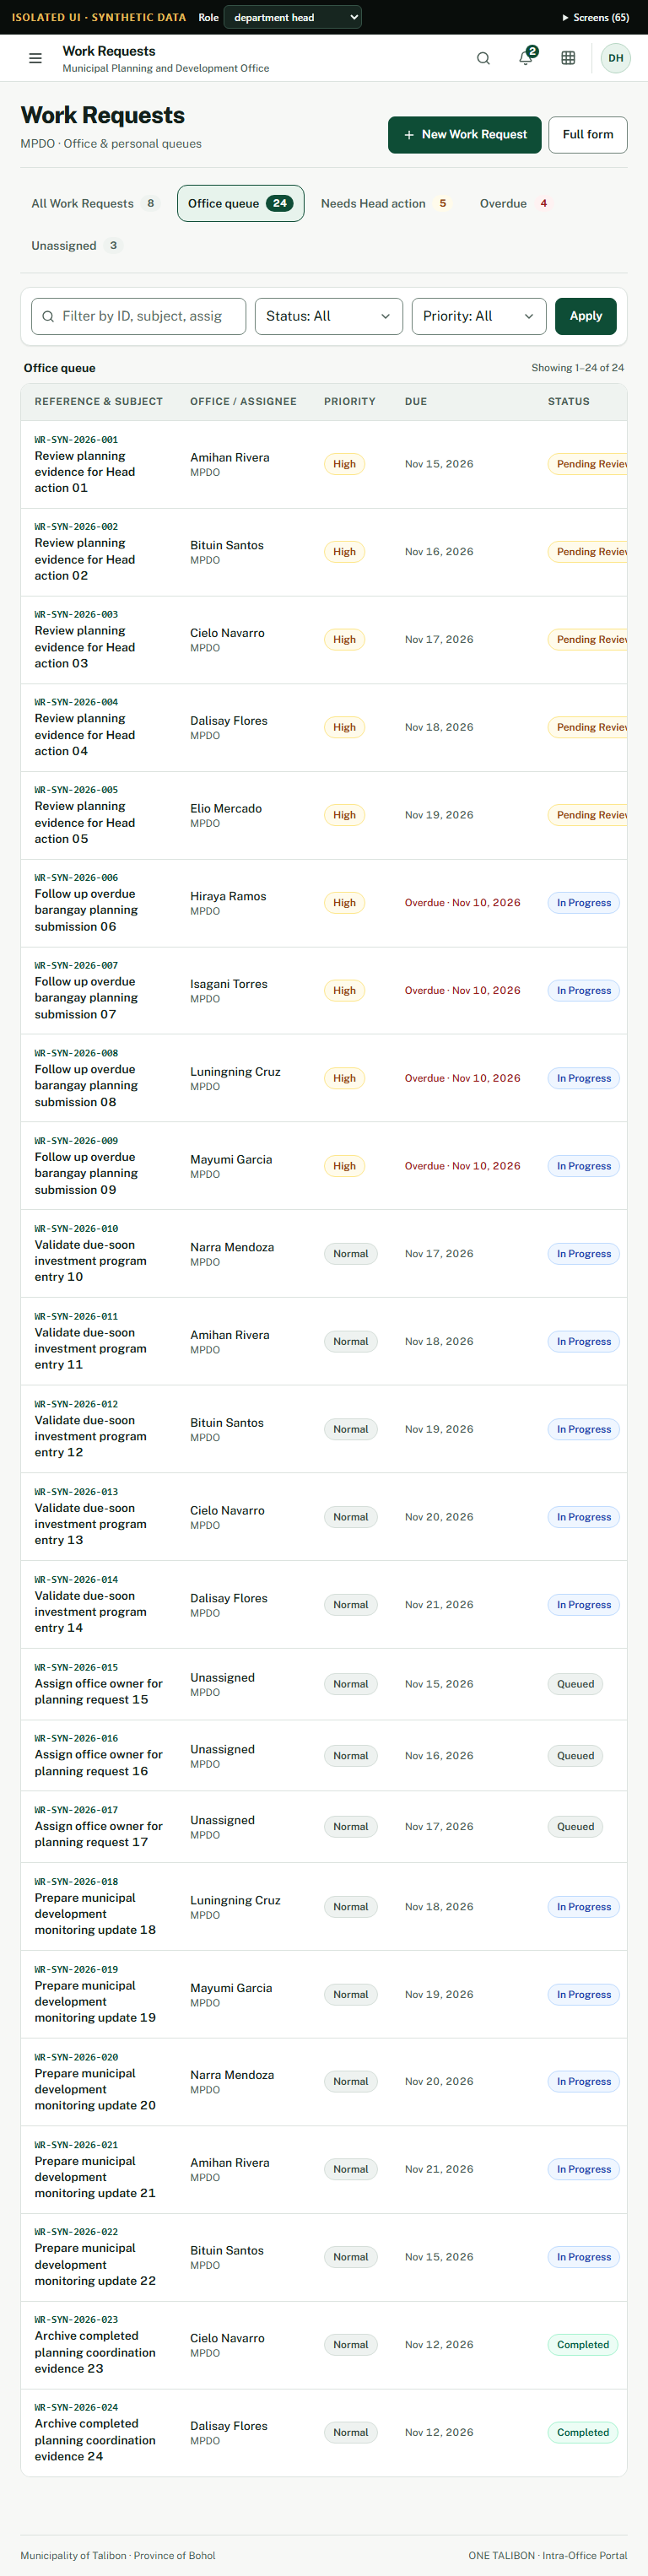 ISOLATED UI · SYNTHETIC DATA Role department head Screens (65)
Work Requests
Municipal Planning and Development Office
2
DH
Work Requests
MPDO · Office & personal queues
New Work Request
Full form
All Work Requests 8
Office queue 24
Needs Head action 5
Overdue 4
Unassigned 3
Filter by ID, subject, assig
Status: All
Priority: All
Apply
Office queue
Showing 1–24 of 24
REFERENCE & SUBJECT OFFICE / ASSIGNEE PRIORITY DUE STATUS
WR-SYN-2026-001
Review planning
evidence for Head
action 01
Amihan Rivera
MPDO
High
Nov 15, 2026
Pending Review
WR-SYN-2026-002
Review planning
evidence for Head
action 02
Bituin Santos
MPDO
High
Nov 16, 2026
Pending Review
WR-SYN-2026-003
Review planning
evidence for Head
action 03
Cielo Navarro
MPDO
High
Nov 17, 2026
Pending Review
WR-SYN-2026-004
Review planning
evidence for Head
action 04
Dalisay Flores
MPDO
High
Nov 18, 2026
Pending Review
WR-SYN-2026-005
Review planning
evidence for Head
action 05
Elio Mercado
MPDO
High
Nov 19, 2026
Pending Review
WR-SYN-2026-006
Follow up overdue
barangay planning
submission 06
Hiraya Ramos
MPDO
High
Overdue · Nov 10, 2026
In Progress
WR-SYN-2026-007
Follow up overdue
barangay planning
submission 07
Isagani Torres
MPDO
High
Overdue · Nov 10, 2026
In Progress
WR-SYN-2026-008
Follow up overdue
barangay planning
submission 08
Luningning Cruz
MPDO
High
Overdue · Nov 10, 2026
In Progress
WR-SYN-2026-009
Follow up overdue
barangay planning
submission 09
Mayumi Garcia
MPDO
High
Overdue · Nov 10, 2026
In Progress
WR-SYN-2026-010
Validate due-soon
investment program
entry 10
Narra Mendoza
MPDO
Normal
Nov 17, 2026
In Progress
WR-SYN-2026-011
Validate due-soon
investment program
entry 11
Amihan Rivera
MPDO
Normal
Nov 18, 2026
In Progress
WR-SYN-2026-012
Validate due-soon
investment program
entry 12
Bituin Santos
MPDO
Normal
Nov 19, 2026
In Progress
WR-SYN-2026-013
Validate due-soon
investment program
entry 13
Cielo Navarro
MPDO
Normal
Nov 20, 2026
In Progress
WR-SYN-2026-014
Validate due-soon
investment program
entry 14
Dalisay Flores
MPDO
Normal
Nov 21, 2026
In Progress
WR-SYN-2026-015
Assign office owner for
planning request 15
Unassigned
MPDO
Normal
Nov 15, 2026
Queued
WR-SYN-2026-016
Assign office owner for
planning request 16
Unassigned
MPDO
Normal
Nov 16, 2026
Queued
WR-SYN-2026-017
Assign office owner for
planning request 17
Unassigned
MPDO
Normal
Nov 17, 2026
Queued
WR-SYN-2026-018
Prepare municipal
development
monitoring update 18
Luningning Cruz
MPDO
Normal
Nov 18, 2026
In Progress
WR-SYN-2026-019
Prepare municipal
development
monitoring update 19
Mayumi Garcia
MPDO
Normal
Nov 19, 2026
In Progress
WR-SYN-2026-020
Prepare municipal
development
monitoring update 20
Narra Mendoza
MPDO
Normal
Nov 20, 2026
In Progress
WR-SYN-2026-021
Prepare municipal
development
monitoring update 21
Amihan Rivera
MPDO
Normal
Nov 21, 2026
In Progress
WR-SYN-2026-022
Prepare municipal
development
monitoring update 22
Bituin Santos
MPDO
Normal
Nov 15, 2026
In Progress
WR-SYN-2026-023
Archive completed
planning coordination
evidence 23
Cielo Navarro
MPDO
Normal
Nov 12, 2026
Completed
WR-SYN-2026-024
Archive completed
planning coordination
evidence 24
Dalisay Flores
MPDO
Normal
Nov 12, 2026
Completed
Municipality of Talibon · Province of Bohol
ONE TALIBON · Intra-Office Portal